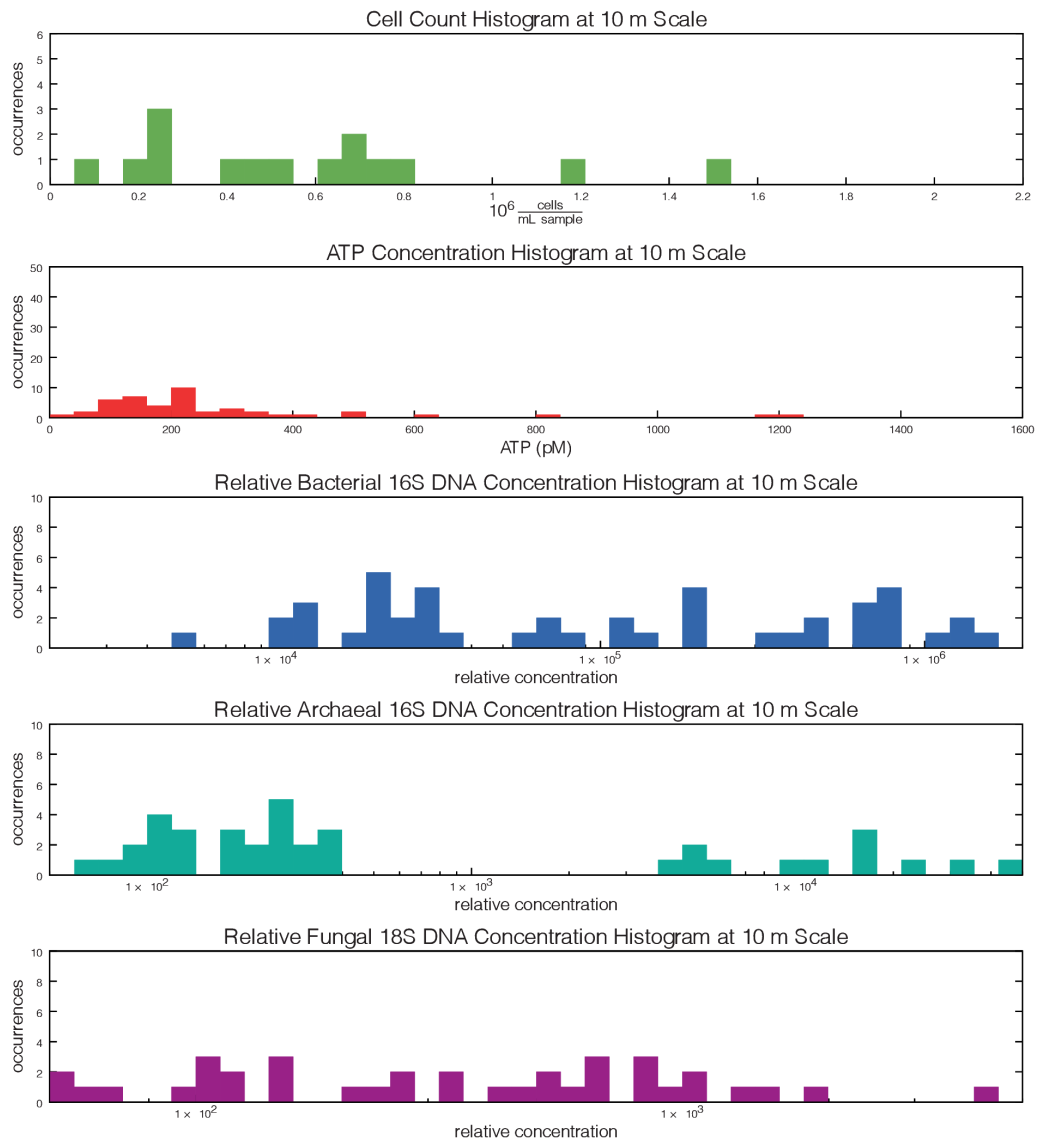 Cell Count Histogram at 10 m Scale
occurrences
6
5
4
3
2
1
0
0 0.2 0.4 0.6 0.8 1 1.2 1.4 1.6 1.8 2 2.2
10^6 cells
mL sample
ATP Concentration Histogram at 10 m Scale
occurrences
50
40
30
20
10
0
0 200 400 600 800 1000 1200 1400 1600
ATP (pM)
Relative Bacterial 16S DNA Concentration Histogram at 10 m Scale
occurrences
10
8
6
4
2
0
1 × 10^4 1 × 10^5 1 × 10^6
relative concentration
Relative Archaeal 16S DNA Concentration Histogram at 10 m Scale
occurrences
10
8
6
4
2
0
1 × 10^2 1 × 10^3 1 × 10^4
relative concentration
Relative Fungal 18S DNA Concentration Histogram at 10 m Scale
occurrences
10
8
6
4
2
0
1 × 10^2 1 × 10^3
relative concentration